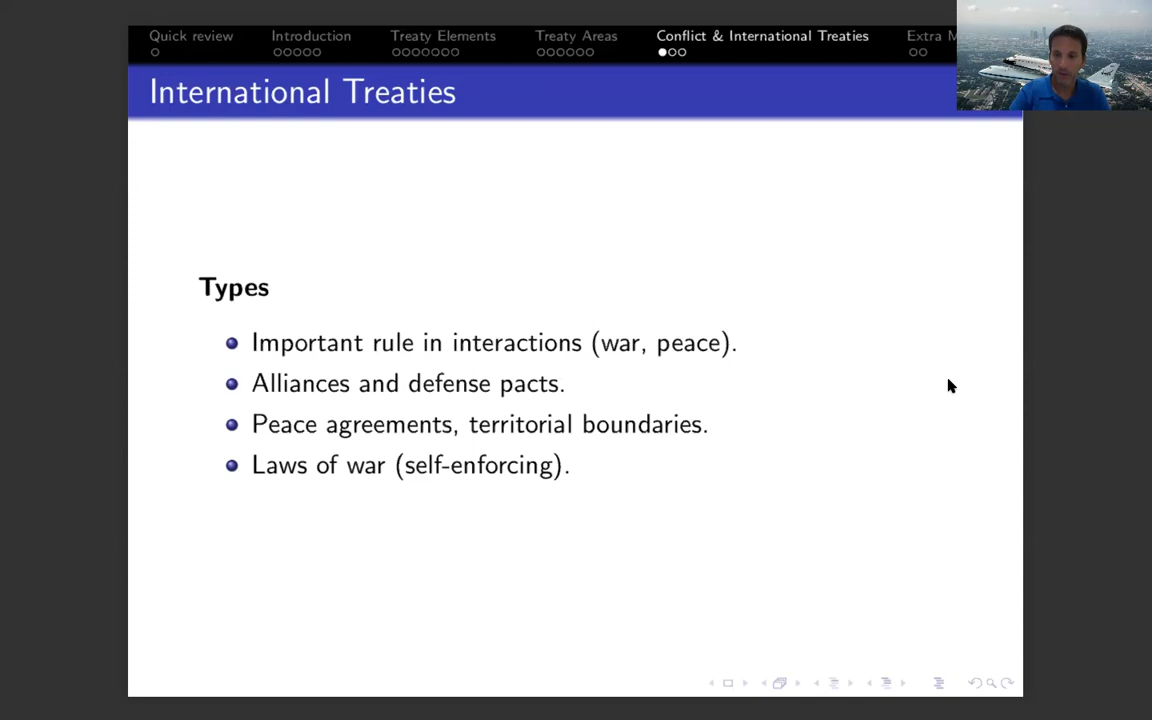 Quick review
Introduction
Treaty Elements
Treaty Areas
Conflict & International Treaties
Extra
International Treaties
Types
Important rule in interactions (war, peace).
Alliances and defense pacts.
Peace agreements, territorial boundaries.
Laws of war (self-enforcing).